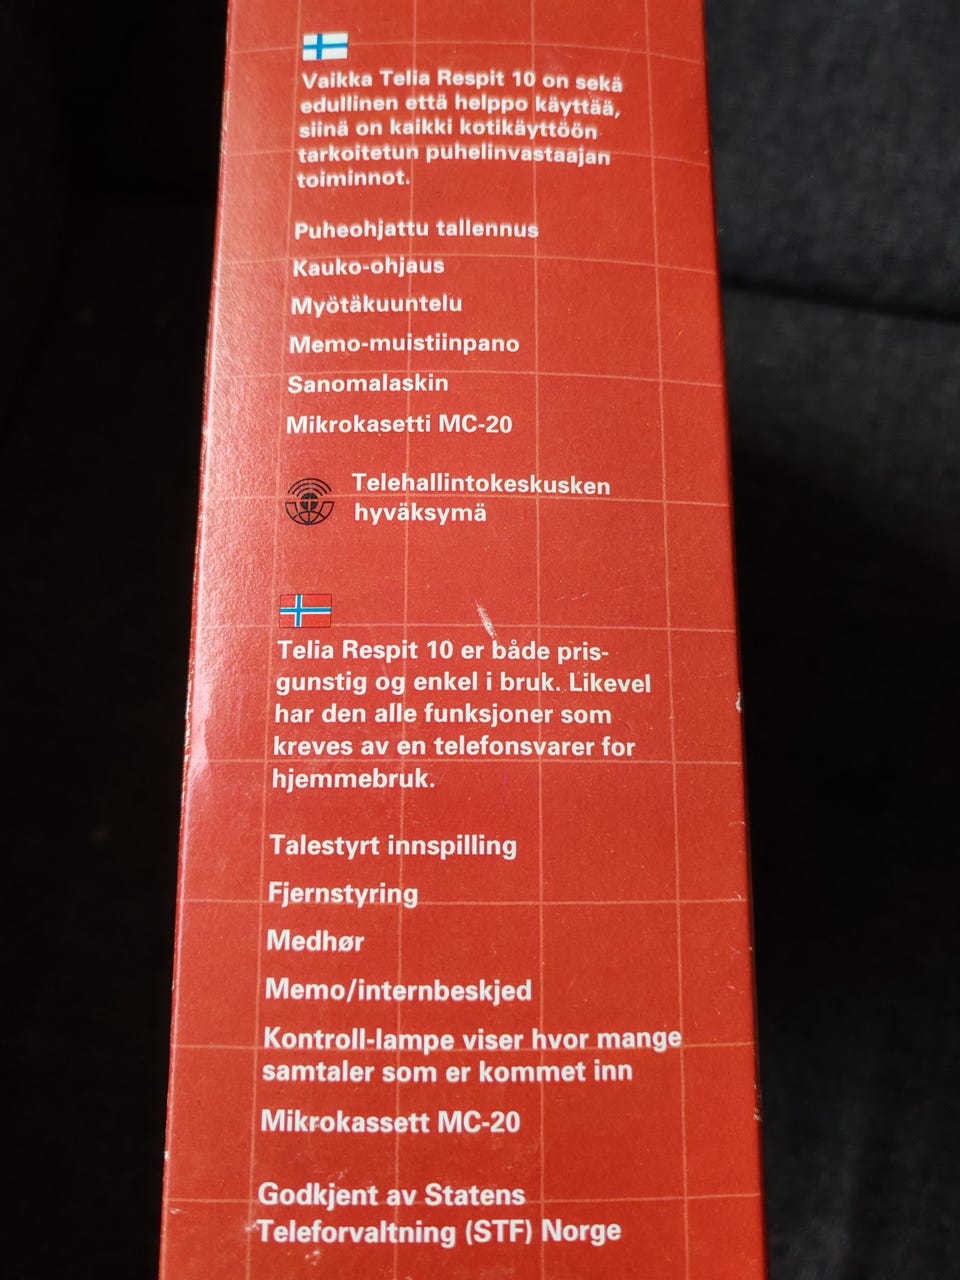 Vaikka Telia Respit 10 on sekä
edullinen että helppo käyttää,
siinä on kaikki kotikäyttöön
tarkoitetun puhelinvastaajan
toiminnot.
Puheohjattu tallennus
Kauko-ohjaus
Myötäkuuntelu
Memo-muistiinpano
Sanomalaskin
Mikrokasetti MC-20
Telehallintokeskusken
hyväksymä
Telia Respit 10 er både pris-
gunstig og enkel i bruk. Likevel
har den alle funksjoner som
kreves av en telefonsvarer for
hjemmebruk.
Talestyrt innspilling
Fjernstyring
Medhør
Memo/internbeskjed
Kontroll-lampe viser hvor mange
samtaler som er kommet inn
Mikrokassett MC-20
Godkjent av Statens
Teleforvaltning (STF) Norge